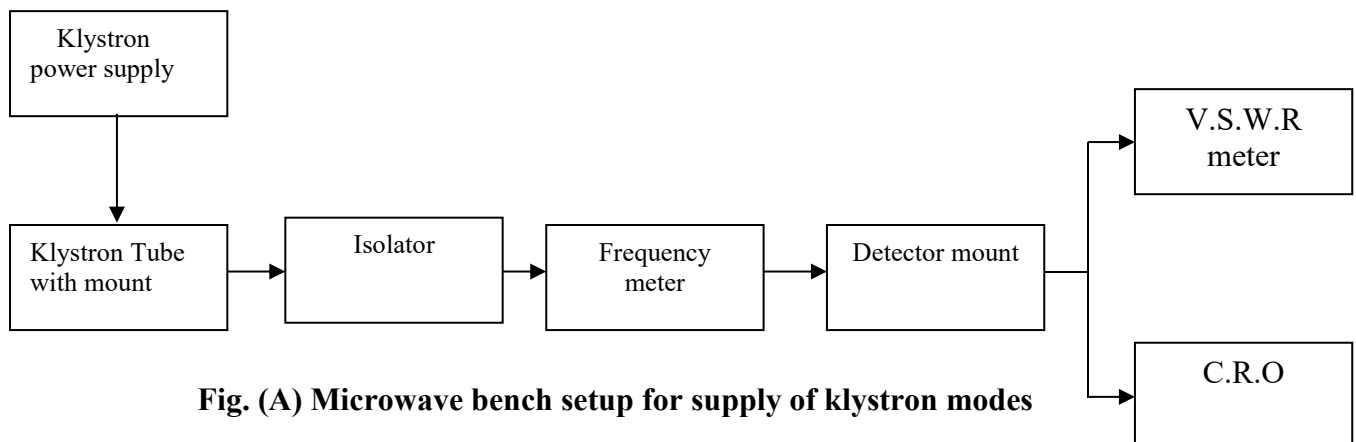 Klystron
power supply
V.S.W.R
meter
Klystron Tube
with mount
Isolator
Frequency
meter
Detector mount
C.R.O
Fig. (A) Microwave bench setup for supply of klystron modes